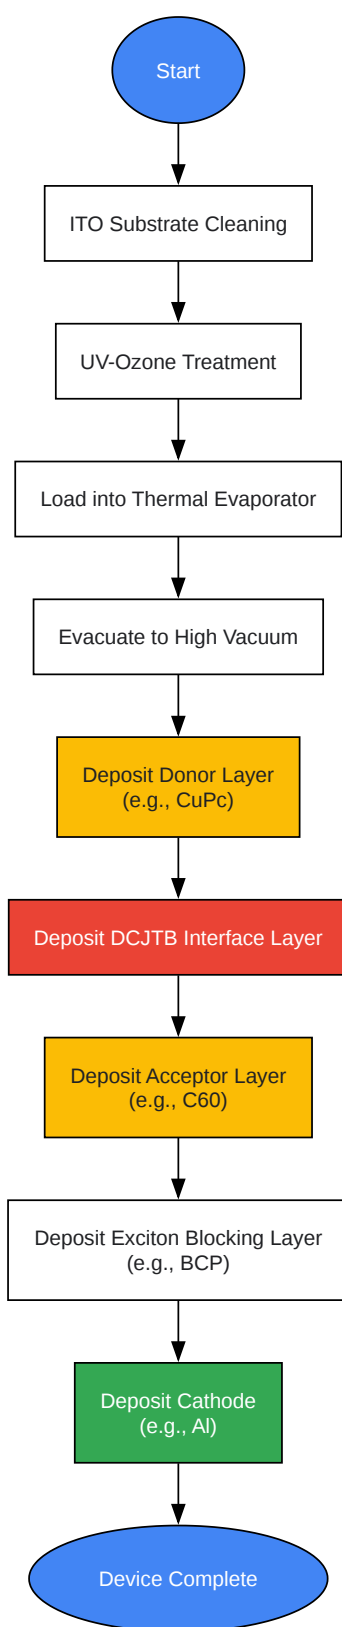 Start
ITO Substrate Cleaning
UV-Ozone Treatment
Load into Thermal Evaporator
Evacuate to High Vacuum
Deposit Donor Layer
(e.g., CuPc)
Deposit DCJTB Interface Layer
Deposit Acceptor Layer
(e.g., C60)
Deposit Exciton Blocking Layer
(e.g., BCP)
Deposit Cathode
(e.g., Al)
Device Complete